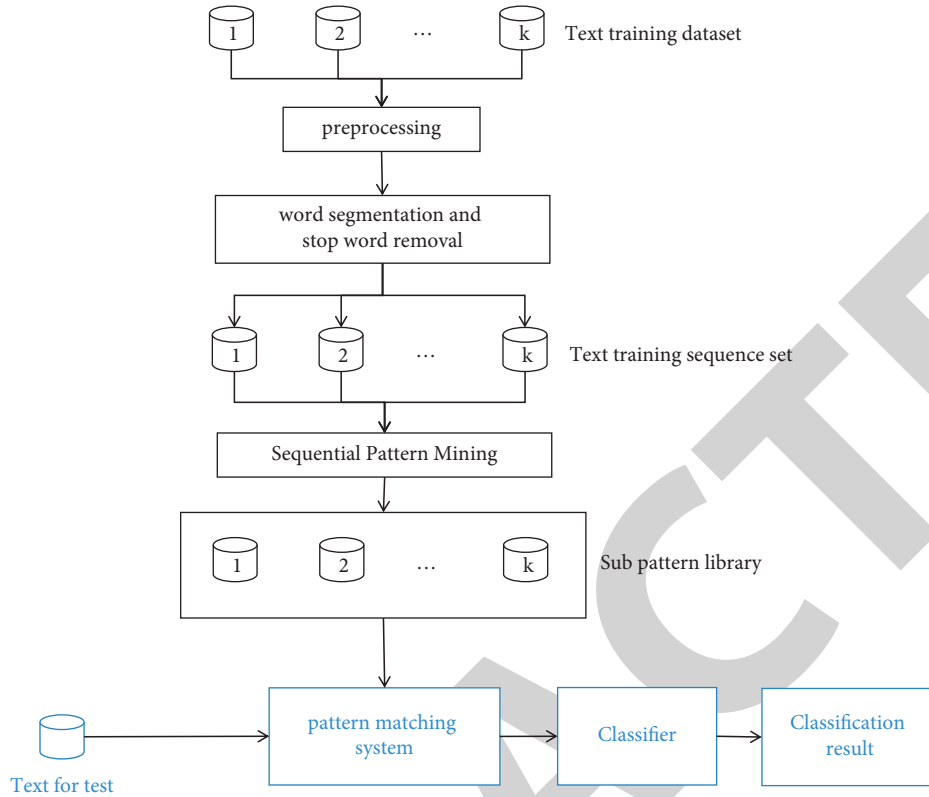 1 2 ... k Text training dataset
preprocessing
word segmentation and
stop word removal
1 2 ... k Text training sequence set
Sequential Pattern Mining
1 2 ... k Sub pattern library
pattern matching
system
Classifier
Classification
result
Text for test